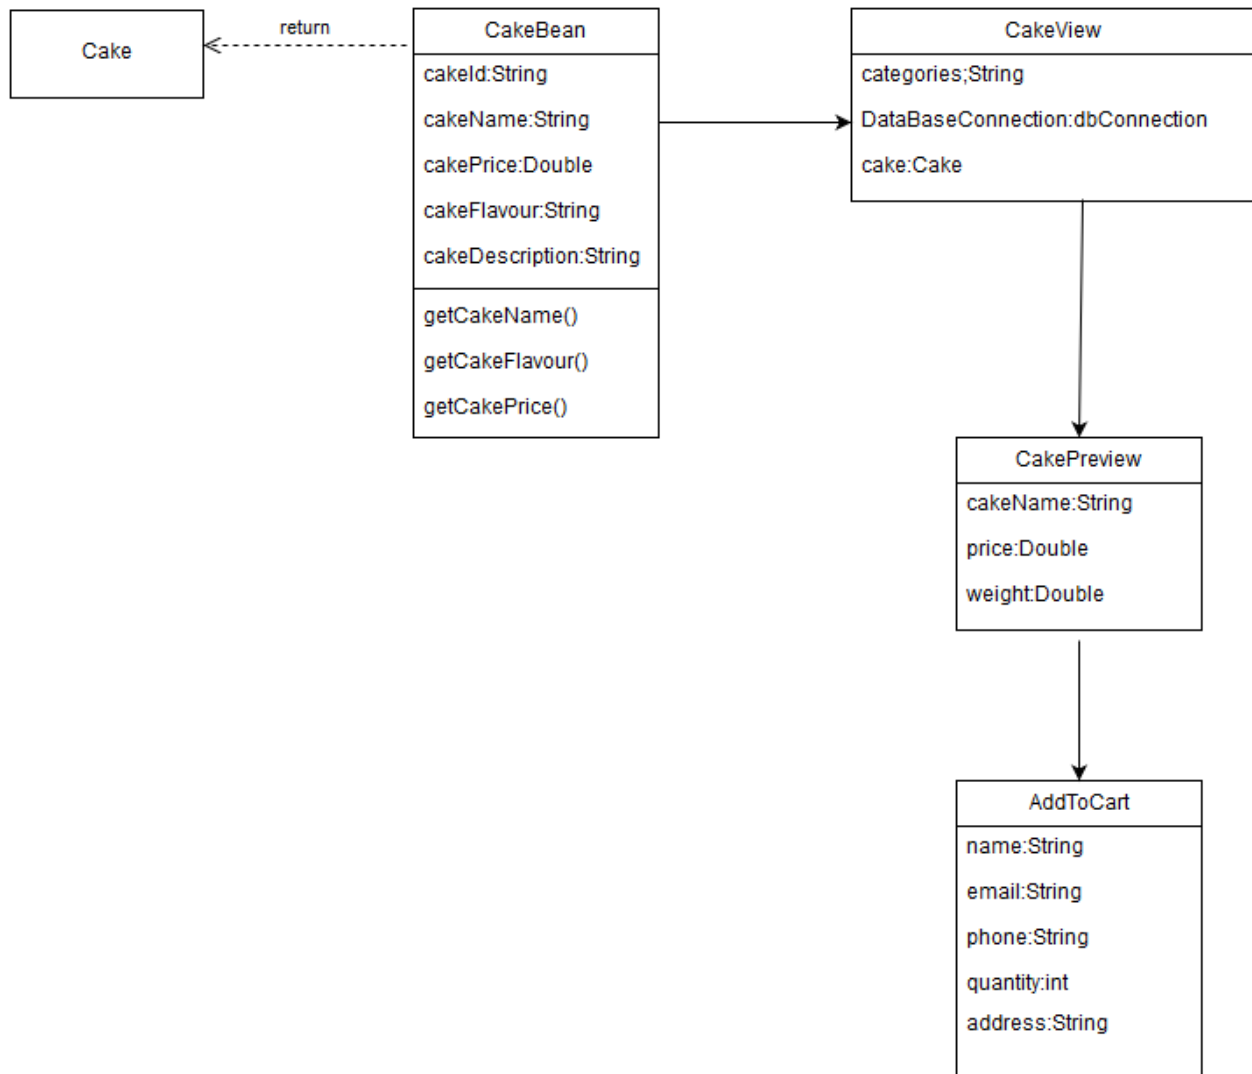 Cake
return
CakeBean
cakeId:String
cakeName:String
cakePrice:Double
cakeFlavour:String
cakeDescription:String
getCakeName()
getCakeFlavour()
getCakePrice()
CakeView
categories;String
DataBaseConnection:dbConnection
cake:Cake
CakePreview
cakeName:String
price:Double
weight:Double
AddToCart
name:String
email:String
phone:String
quantity:int
address:String